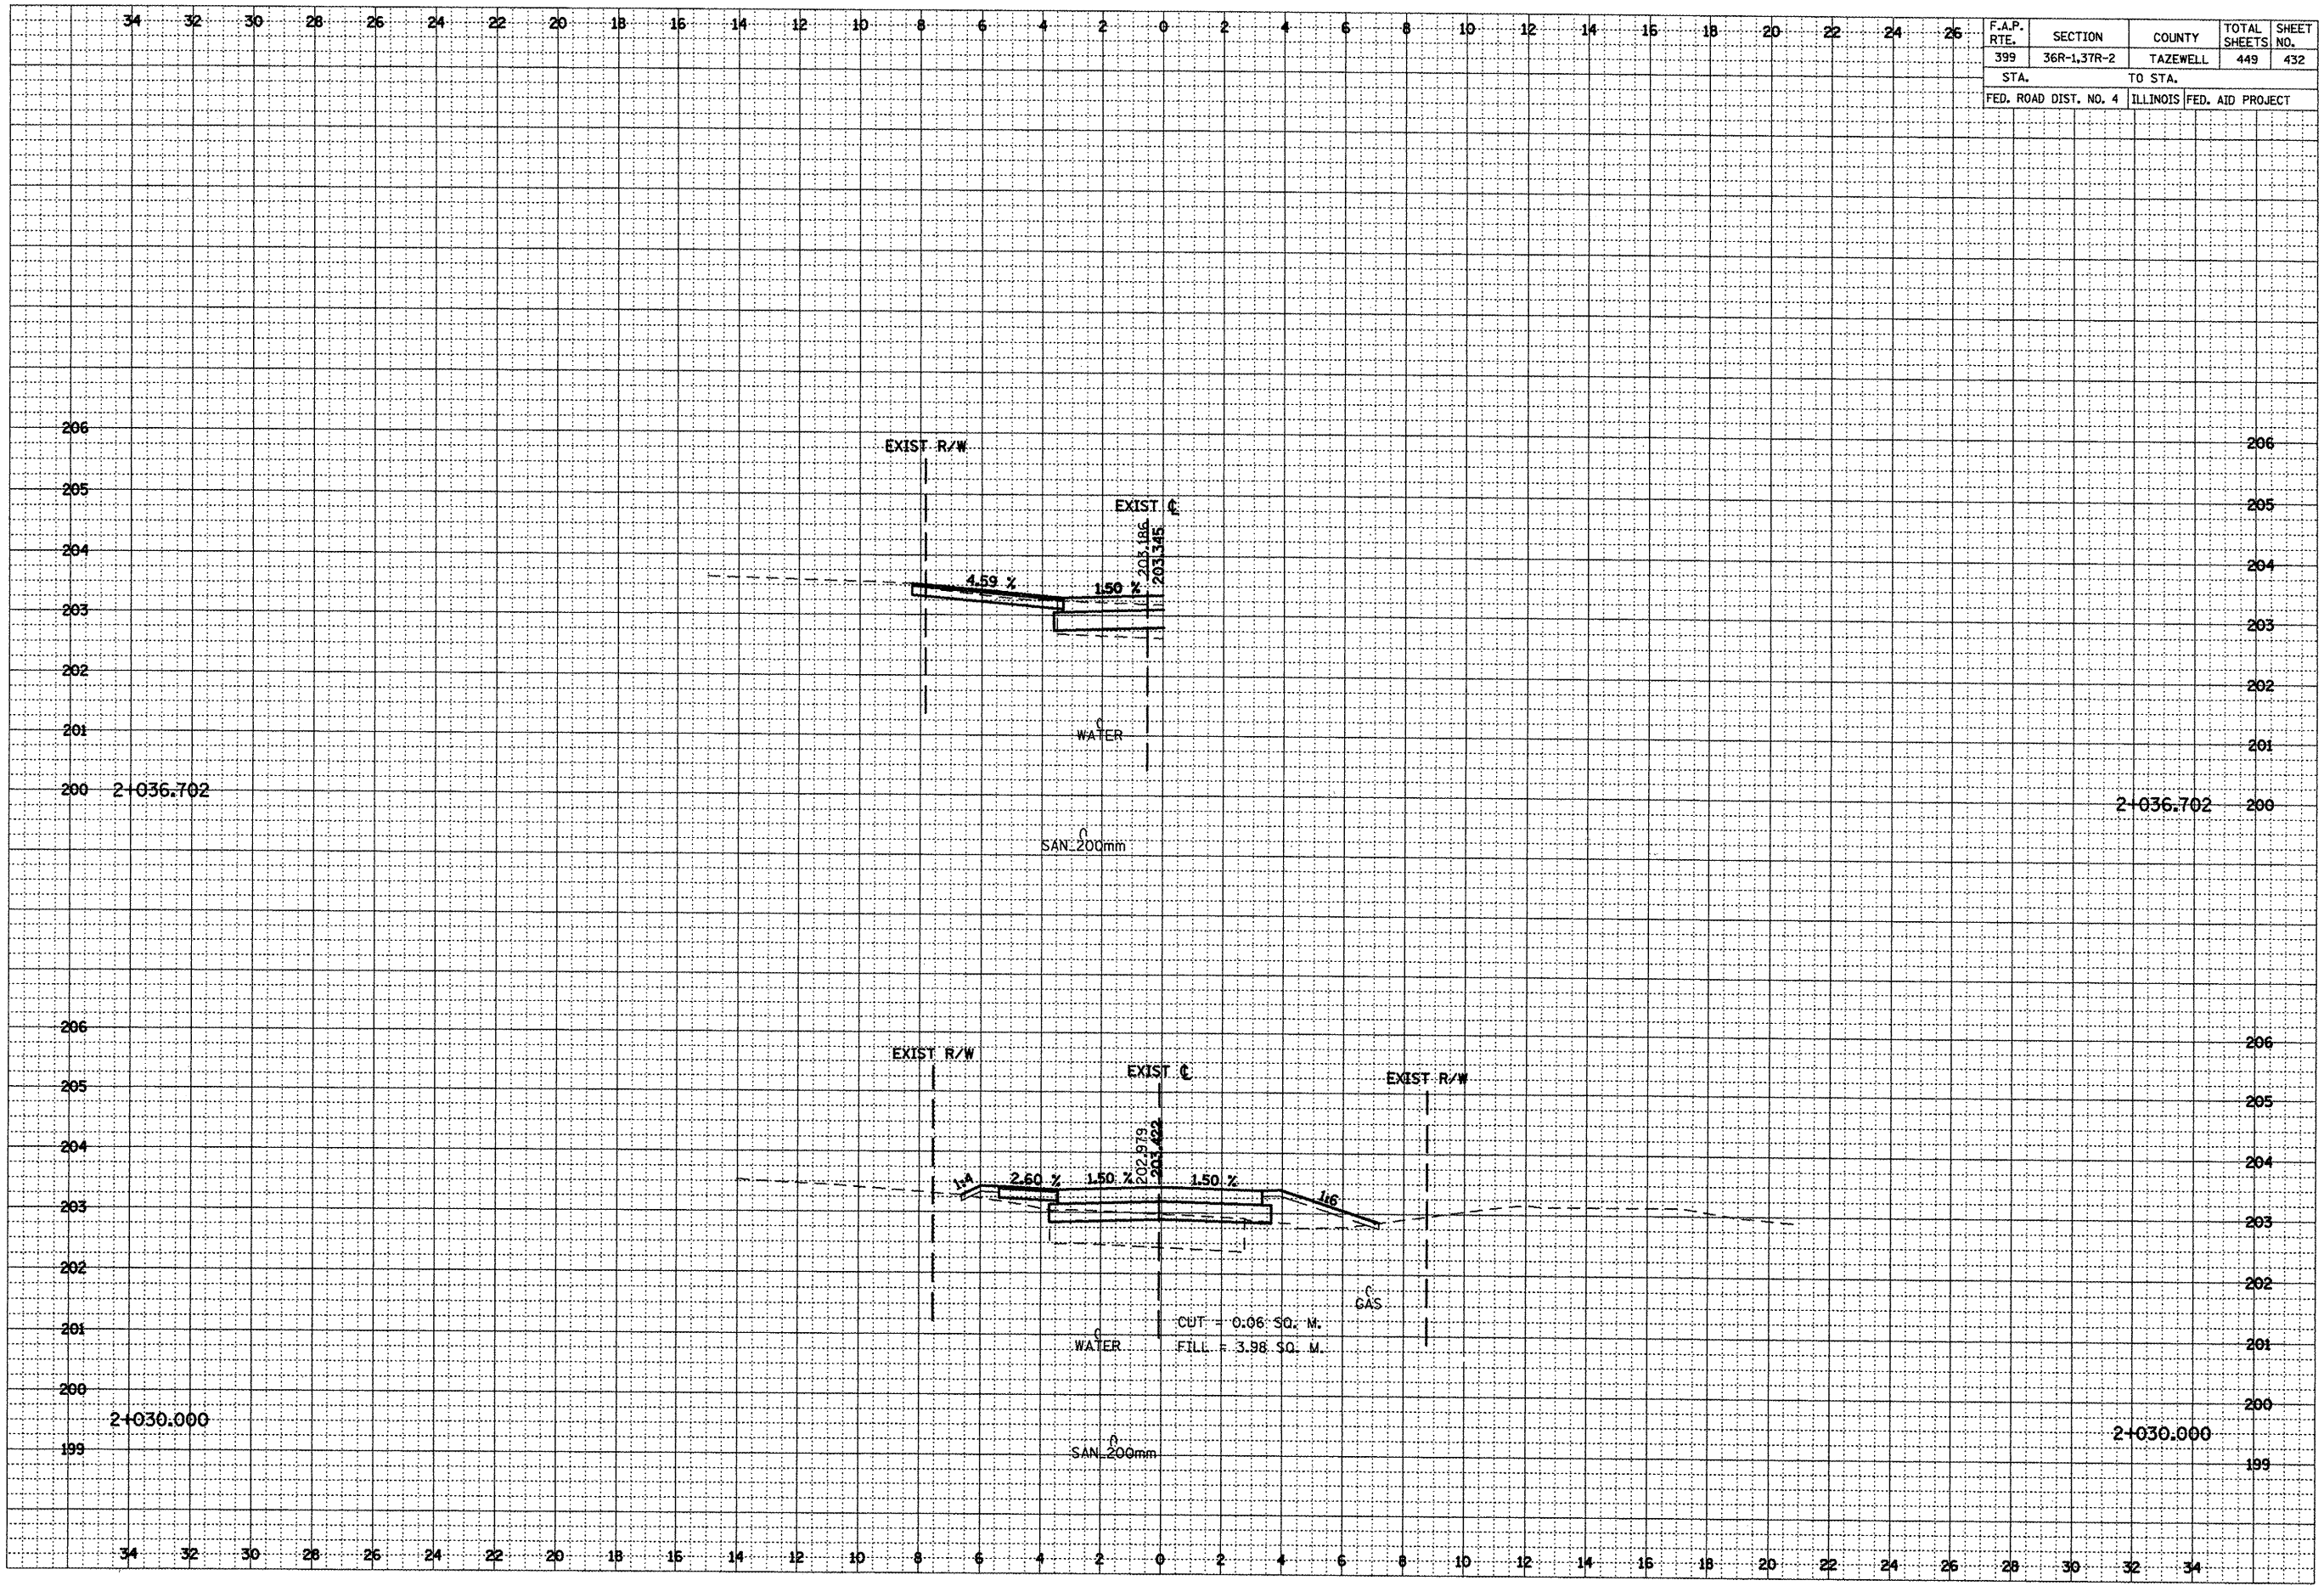 34 32 30 28 26 24 22 20 18 16 14 12 10 8 6 4 2 0 2 4 6 8 10 12 14 16 18 20 22 24 26
F.A.P. RTE. SECTION COUNTY TOTAL SHEETS SHEET NO.
399 36R-1,37R-2 TAZEWELL 449 432
STA. TO STA.
FED. ROAD DIST. NO. 4 ILLINOIS FED. AID PROJECT
206 206
EXIST R/W
205 205
EXIST ℄
203.186
203.345
204 204
4.59 % 1.50 %
203 203
202 202
201 201
WATER
200 2+036.702 2+036.702 200
SAN_200mm
206 206
EXIST R/W EXIST ℄ EXIST R/W
205 205
202.979
203.422
204 204
1:4 2.60 % 1.50 % 1.50 % 1:6
203 203
202 202
GAS
CUT = 0.06 SQ. M.
201 201
WATER FILL = 3.98 SQ. M.
200 200
2+030.000 2+030.000
199 199
SAN_200mm
34 32 30 28 26 24 22 20 18 16 14 12 10 8 6 4 2 0 2 4 6 8 10 12 14 16 18 20 22 24 26 28 30 32 34